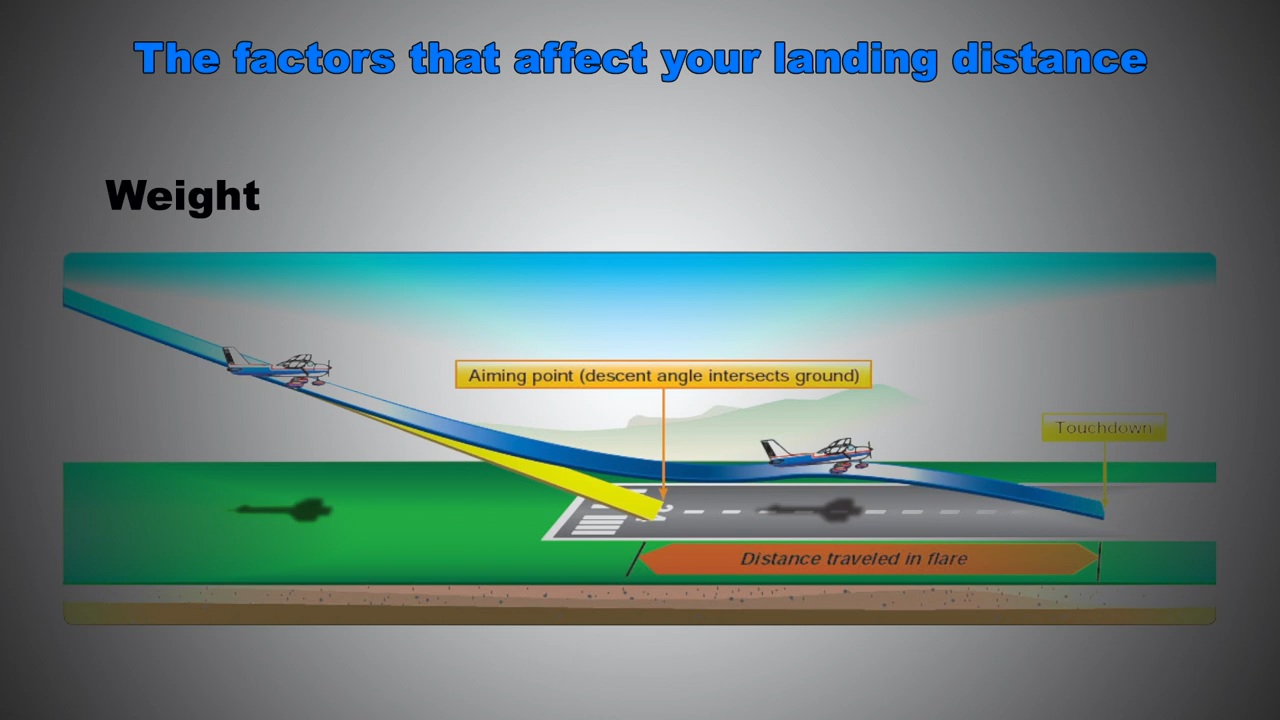 The factors that affect your landing distance
Weight
Aiming point (descent angle intersects ground)
Touchdown
Distance traveled in flare